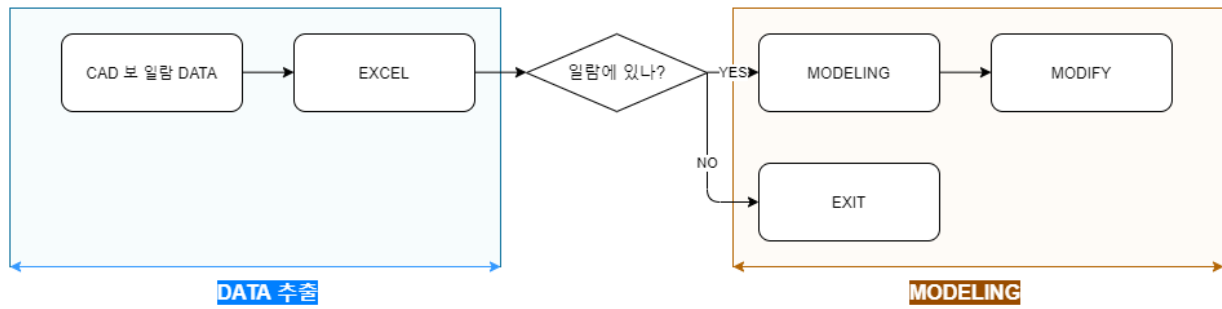 CAD 보 일람 DATA
EXCEL
일람에 있나?
YES
MODELING
MODIFY
NO
EXIT
DATA 추출
MODELING